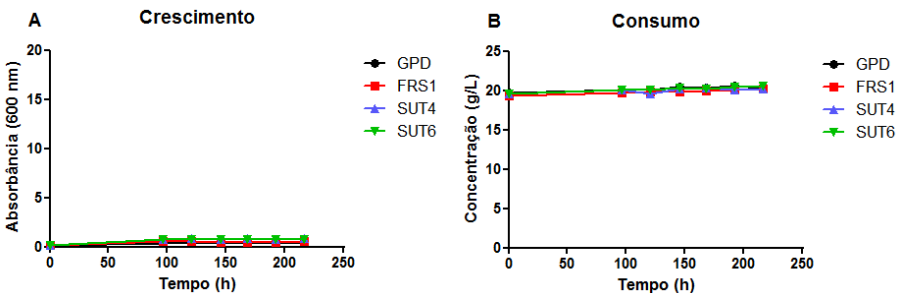 A
Crescimento
Absorbância (600 nm)
20
15
10
5
0
0 50 100 150 200 250
Tempo (h)
GPD
FRS1
SUT4
SUT6
B
Consumo
Concentração (g/L)
25
20
15
10
5
0
0 50 100 150 200 250
Tempo (h)
GPD
FRS1
SUT4
SUT6